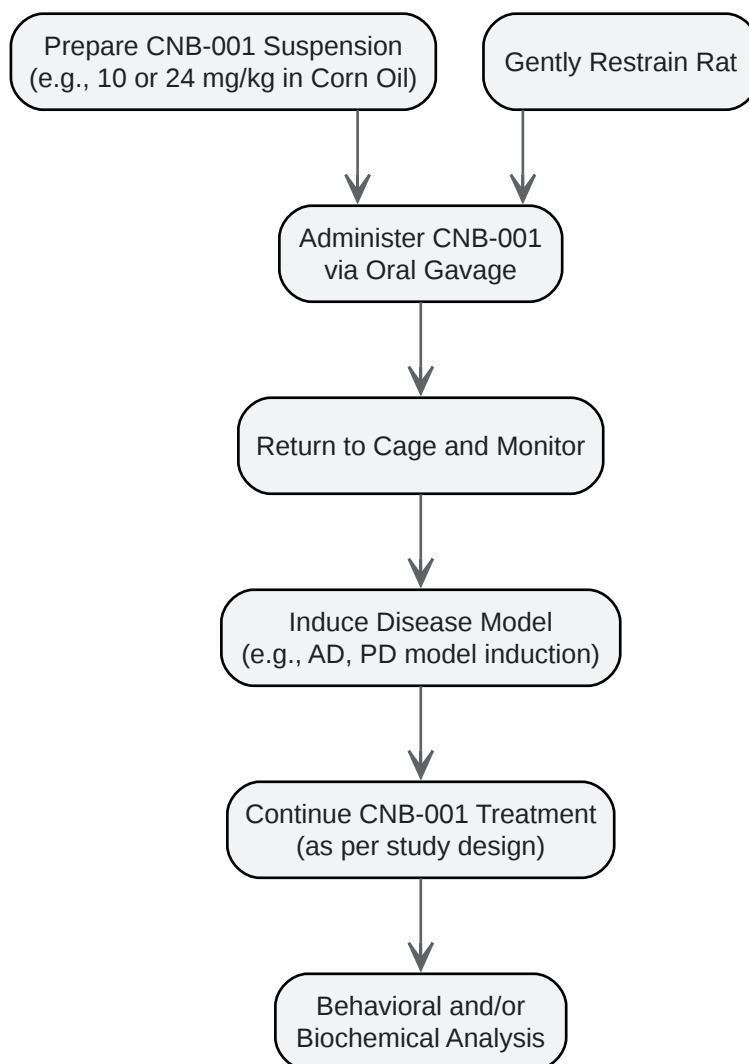 Prepare CNB-001 Suspension
(e.g., 10 or 24 mg/kg in Corn Oil)
Gently Restrain Rat
Administer CNB-001
via Oral Gavage
Return to Cage and Monitor
Induce Disease Model
(e.g., AD, PD model induction)
Continue CNB-001 Treatment
(as per study design)
Behavioral and/or
Biochemical Analysis